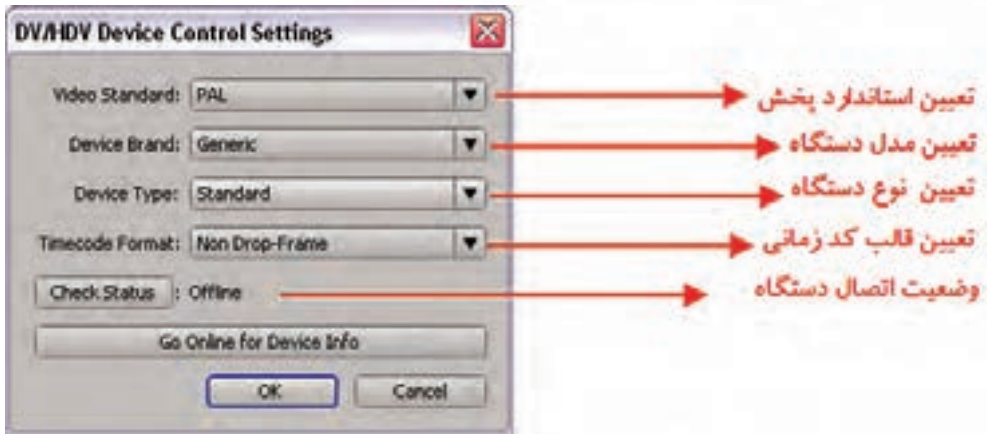 DV/HDV Device Control Settings
Video Standard: PAL
تعیین استاندارد پخش
Device Brand: Generic
تعیین مدل دستگاه
Device Type: Standard
تعیین نوع دستگاه
Timecode Format: Non Drop-Frame
تعیین قالب کد زمانی
Check Status : Offline
وضعیت اتصال دستگاه
Go Online for Device Info
OK Cancel